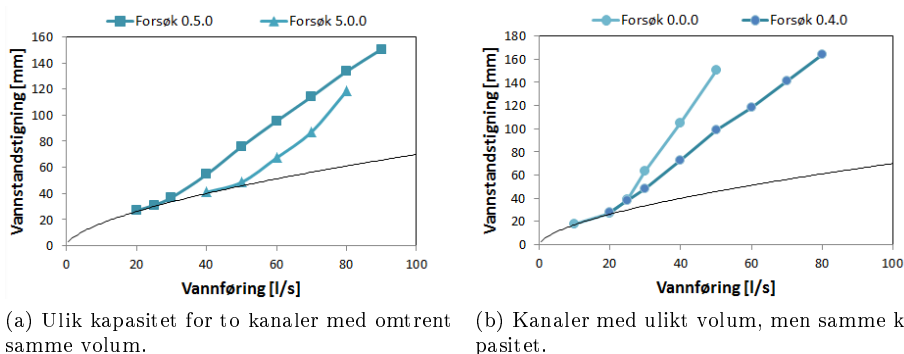 Forsøk 0.5.0 Forsøk 5.0.0
Vannstandstigning [mm]
160
140
120
100
80
60
40
20
0
0 20 40 60 80 100
Vannføring [l/s]
(a) Ulik kapasitet for to kanaler med omtrent
samme volum.
Forsøk 0.0.0 Forsøk 0.4.0
Vannstandstigning [mm]
180
160
140
120
100
80
60
40
20
0
0 20 40 60 80 100
Vannføring [l/s]
(b) Kanaler med ulikt volum, men samme k
pasitet.